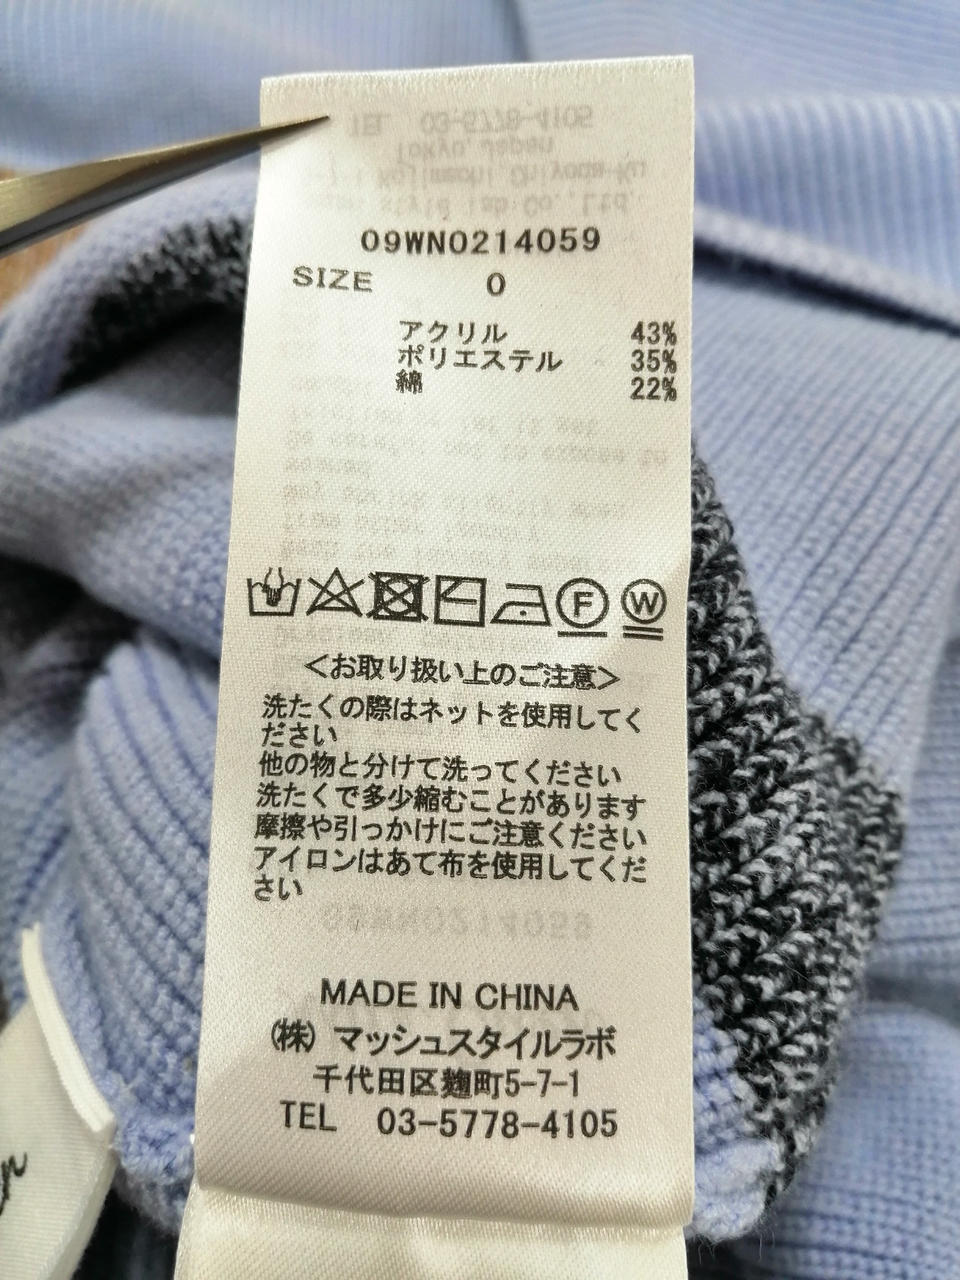 09WNO214059
SIZE 0
アクリル 43%
ポリエステル 35%
綿 22%
F W
＜お取り扱い上のご注意＞
洗たくの際はネットを使用してく
ださい
他の物と分けて洗ってください
洗たくで多少縮むことがあります
摩擦や引っかけにご注意ください
アイロンはあて布を使用してくだ
さい
MADE IN CHINA
(株) マッシュスタイルラボ
千代田区麹町5-7-1
TEL 03-5778-4105